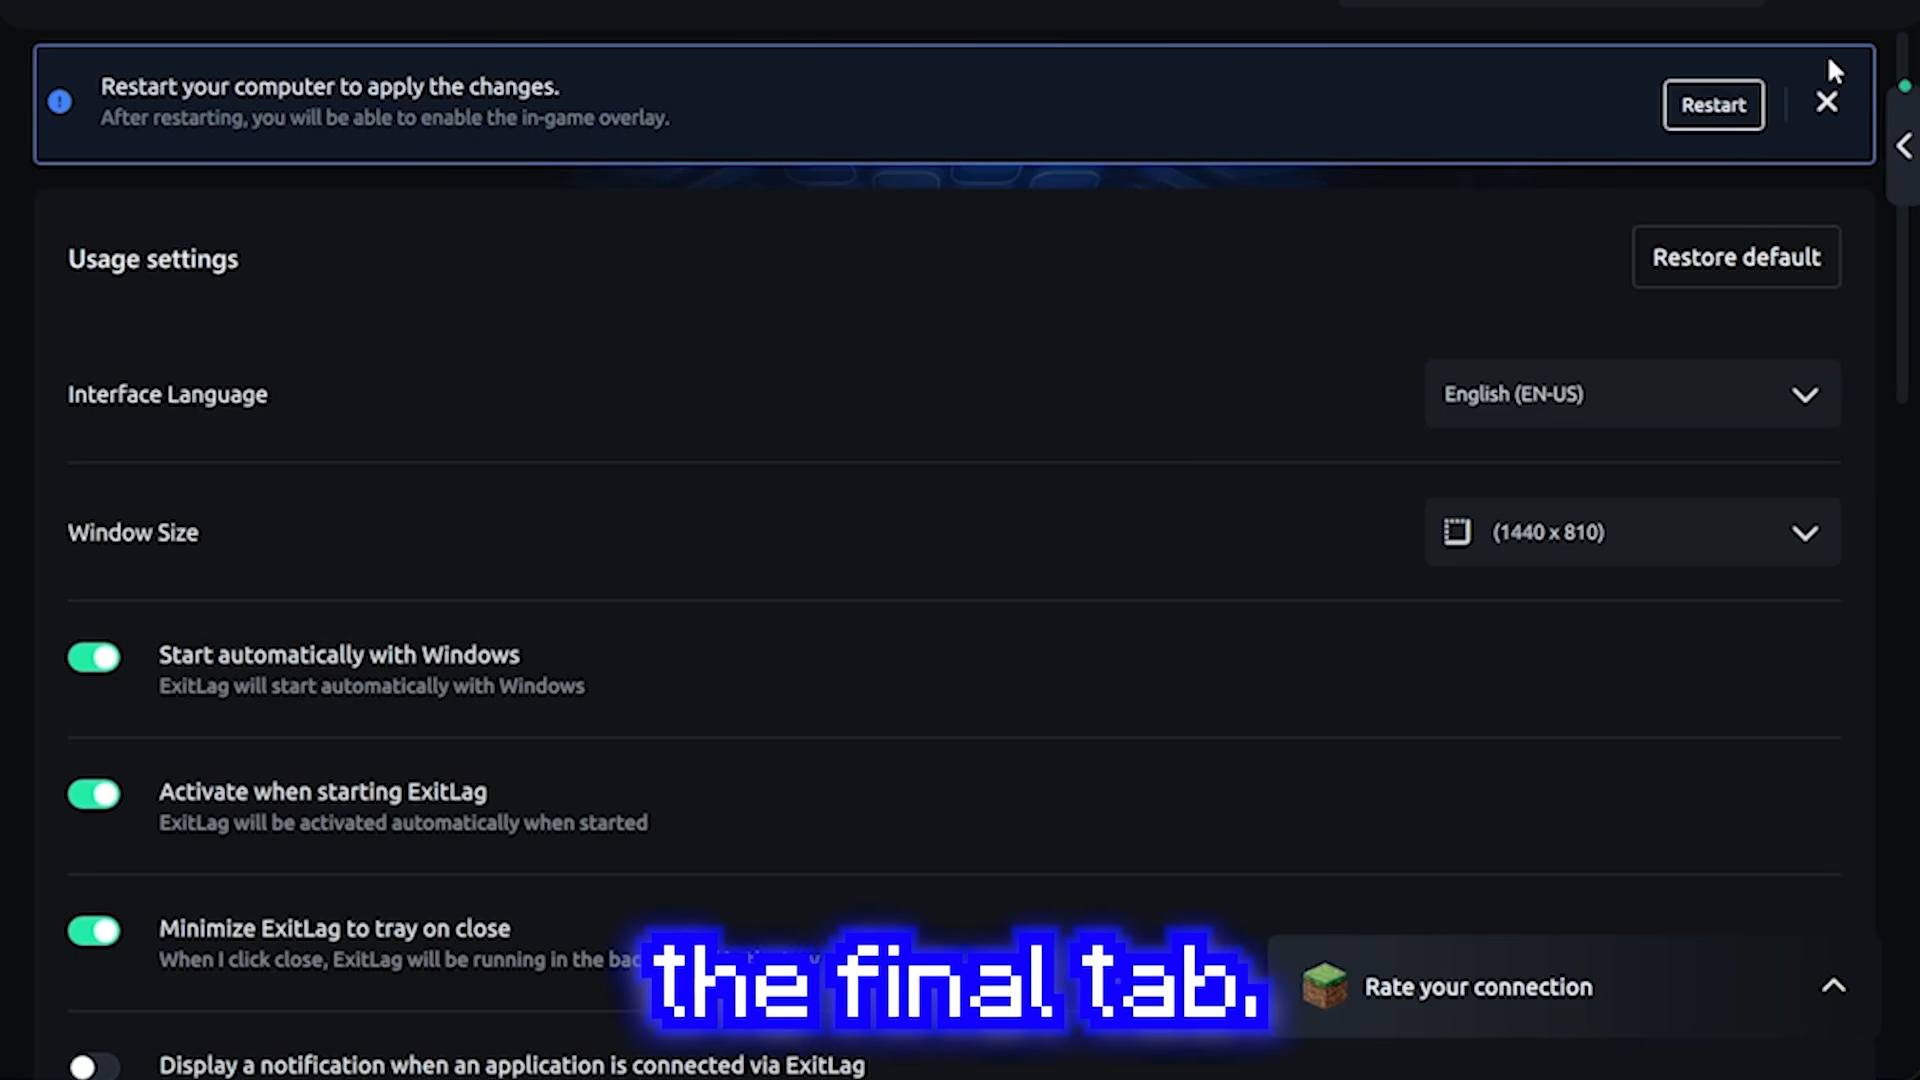 Restart your computer to apply the changes.
After restarting, you will be able to enable the in-game overlay.
Restart
Usage settings
Restore default
Interface Language
English (EN-US)
Window Size
(1440 x 810)
Start automatically with Windows
ExitLag will start automatically with Windows
Activate when starting ExitLag
ExitLag will be activated automatically when started
Minimize ExitLag to tray on close
When I click close, ExitLag will be running in the
the final tab.
Rate your connection
Display a notification when an application is connected via ExitLag